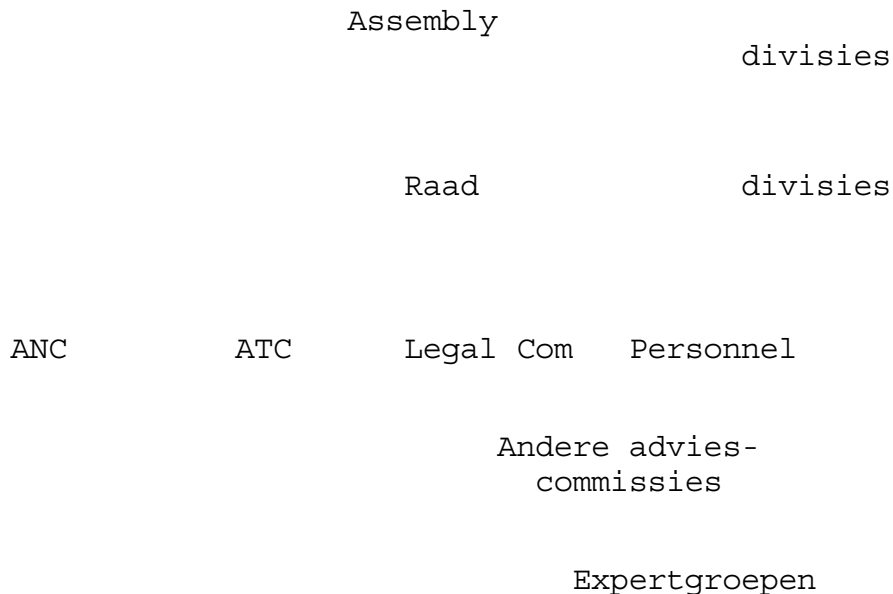 Assembly
divisies
Raad divisies
ANC ATC Legal Com Personnel
Andere advies-
commissies
Expertgroepen